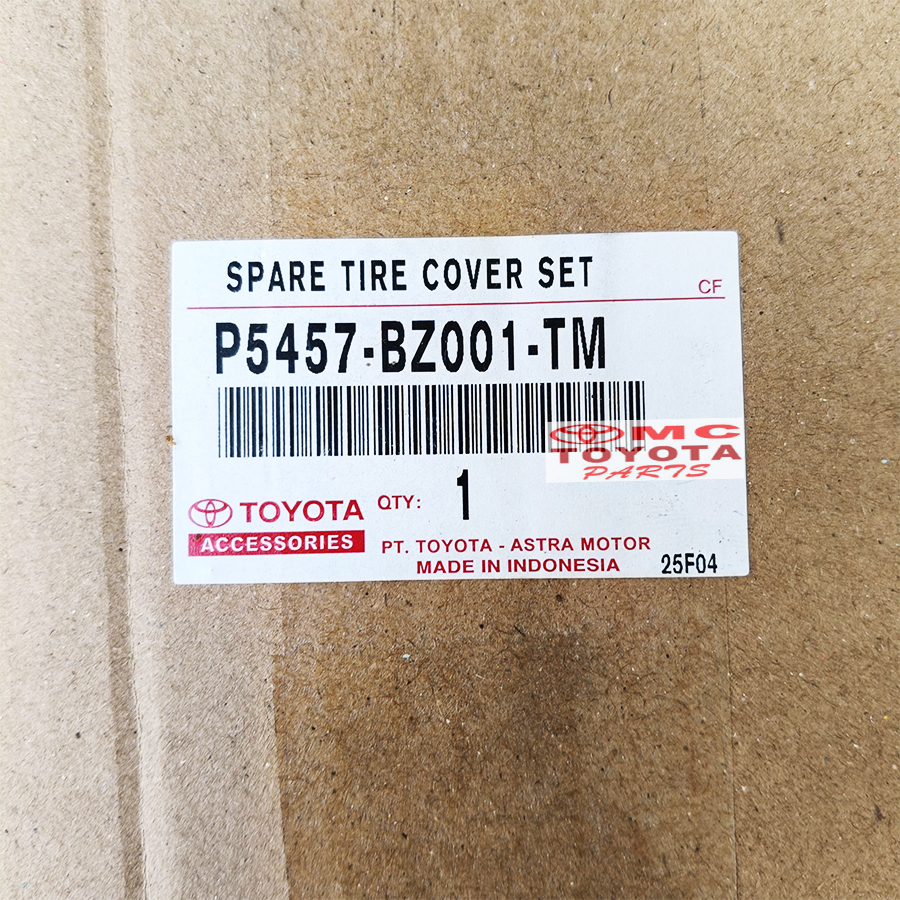 SPARE TIRE COVER SET
CF
P5457-BZ001-TM
MC
TOYOTA
PARTS
TOYOTA
ACCESSORIES
QTY: 1
PT. TOYOTA - ASTRA MOTOR
MADE IN INDONESIA
25F04